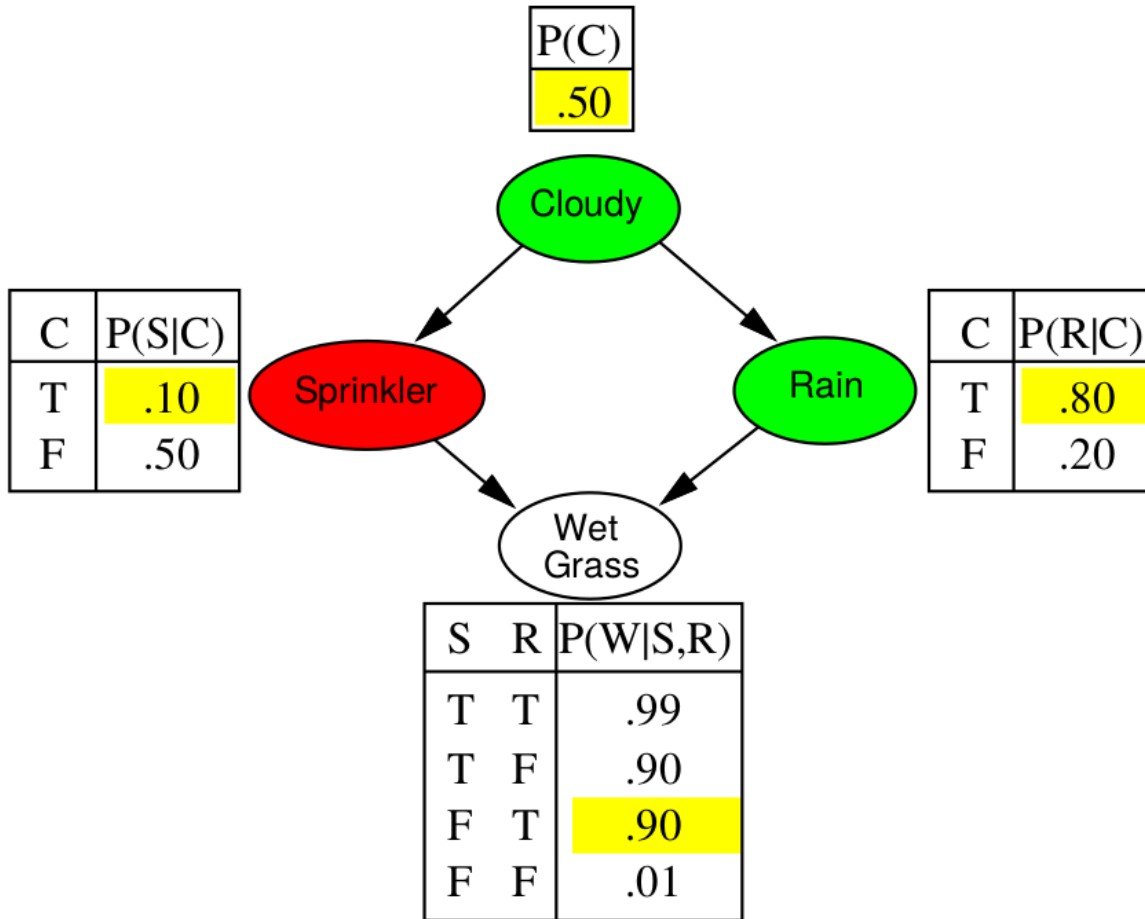 P(C)
.50
Cloudy
C P(S|C)
T .10
F .50
Sprinkler
Rain
C P(R|C)
T .80
F .20
Wet
Grass
S R P(W|S,R)
T T .99
T F .90
F T .90
F F .01